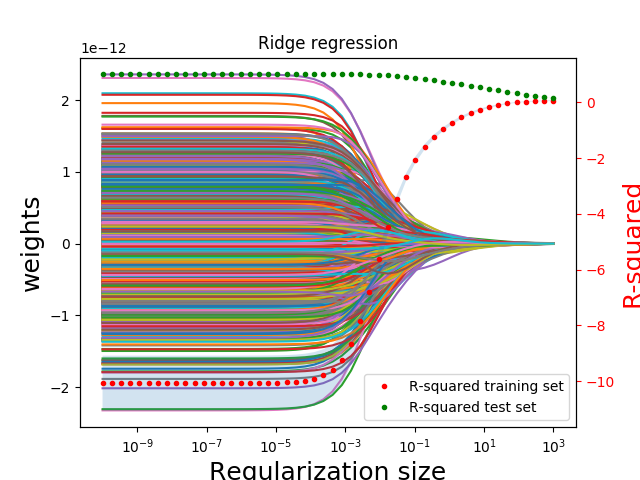 Ridge regression
1e−12
2
1
0
−1
−2
weights
0
−2
−4
−6
−8
−10
R-squared
R-squared training set
R-squared test set
10⁻⁹
10⁻⁷
10⁻⁵
10⁻³
10⁻¹
10¹
10³
Regularization size